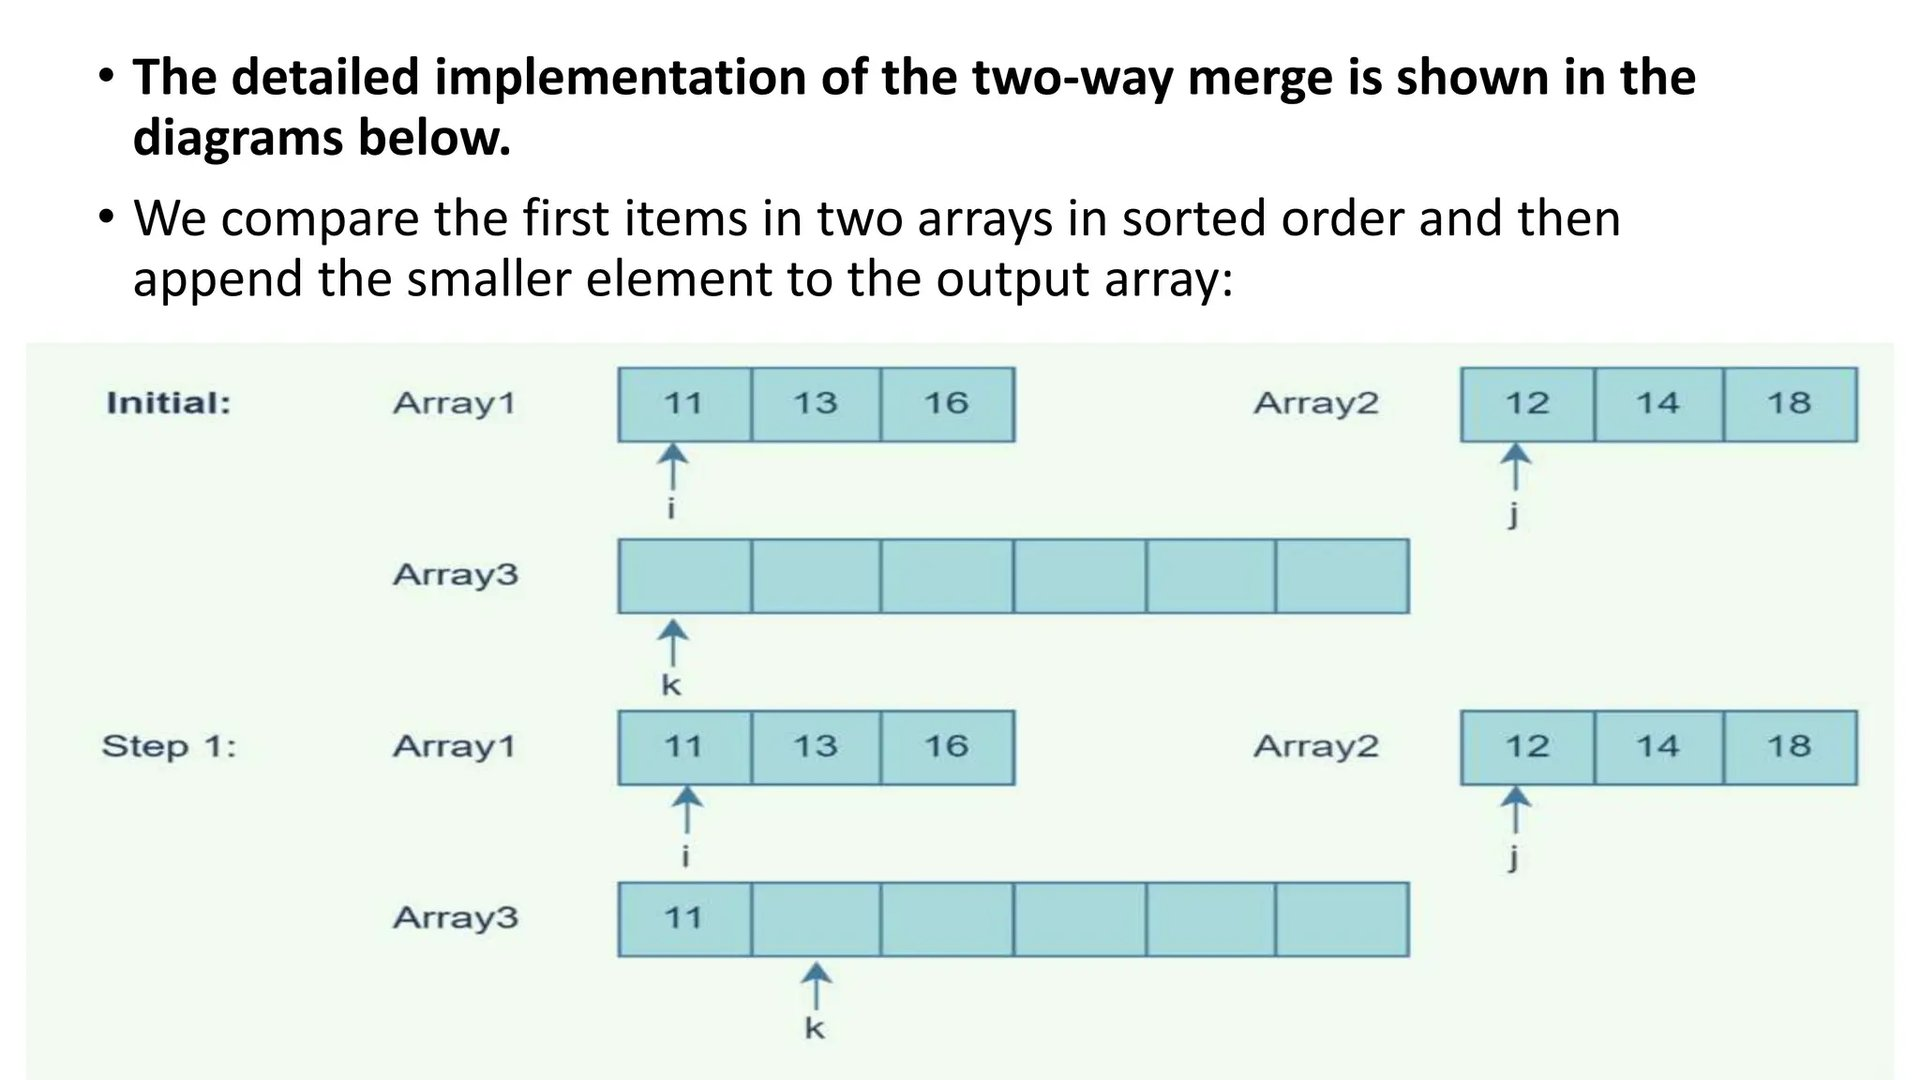 • The detailed implementation of the two-way merge is shown in the
diagrams below.
• We compare the first items in two arrays in sorted order and then
append the smaller element to the output array:
Initial: Array1 11 13 16 Array2 12 14 18
i j
Array3
k
Step 1: Array1 11 13 16 Array2 12 14 18
i j
Array3 11
k